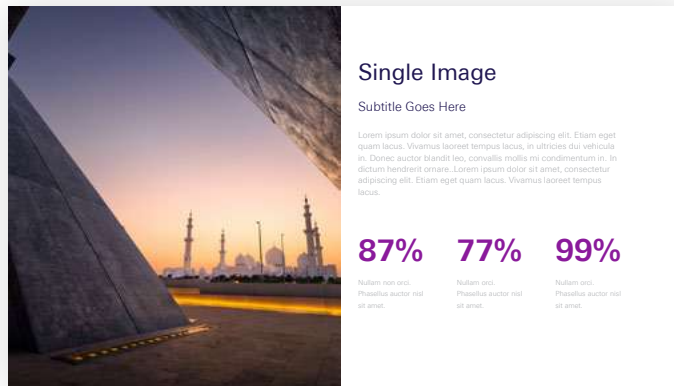 Single Image
Subtitle Goes Here
Lorem ipsum dolor sit amet, consectetur adipiscing elit. Etiam eget
quam lacus. Vivamus laoreet tempus lacus, in ultricies dui vehicula
in. Donec auctor blandit leo, convallis mollis mi condimentum in. In
dictum hendrerit ornare. Lorem ipsum dolor sit amet, consectetur
adipiscing elit. Etiam eget quam lacus. Vivamus laoreet tempus
lacus.
87% 77% 99%
Nullam non orci.
Phasellus auctor nisl
sit amet.
Nullam orci.
Phasellus auctor nisl
sit amet.
Nullam orci.
Phasellus auctor nisl
sit amet.